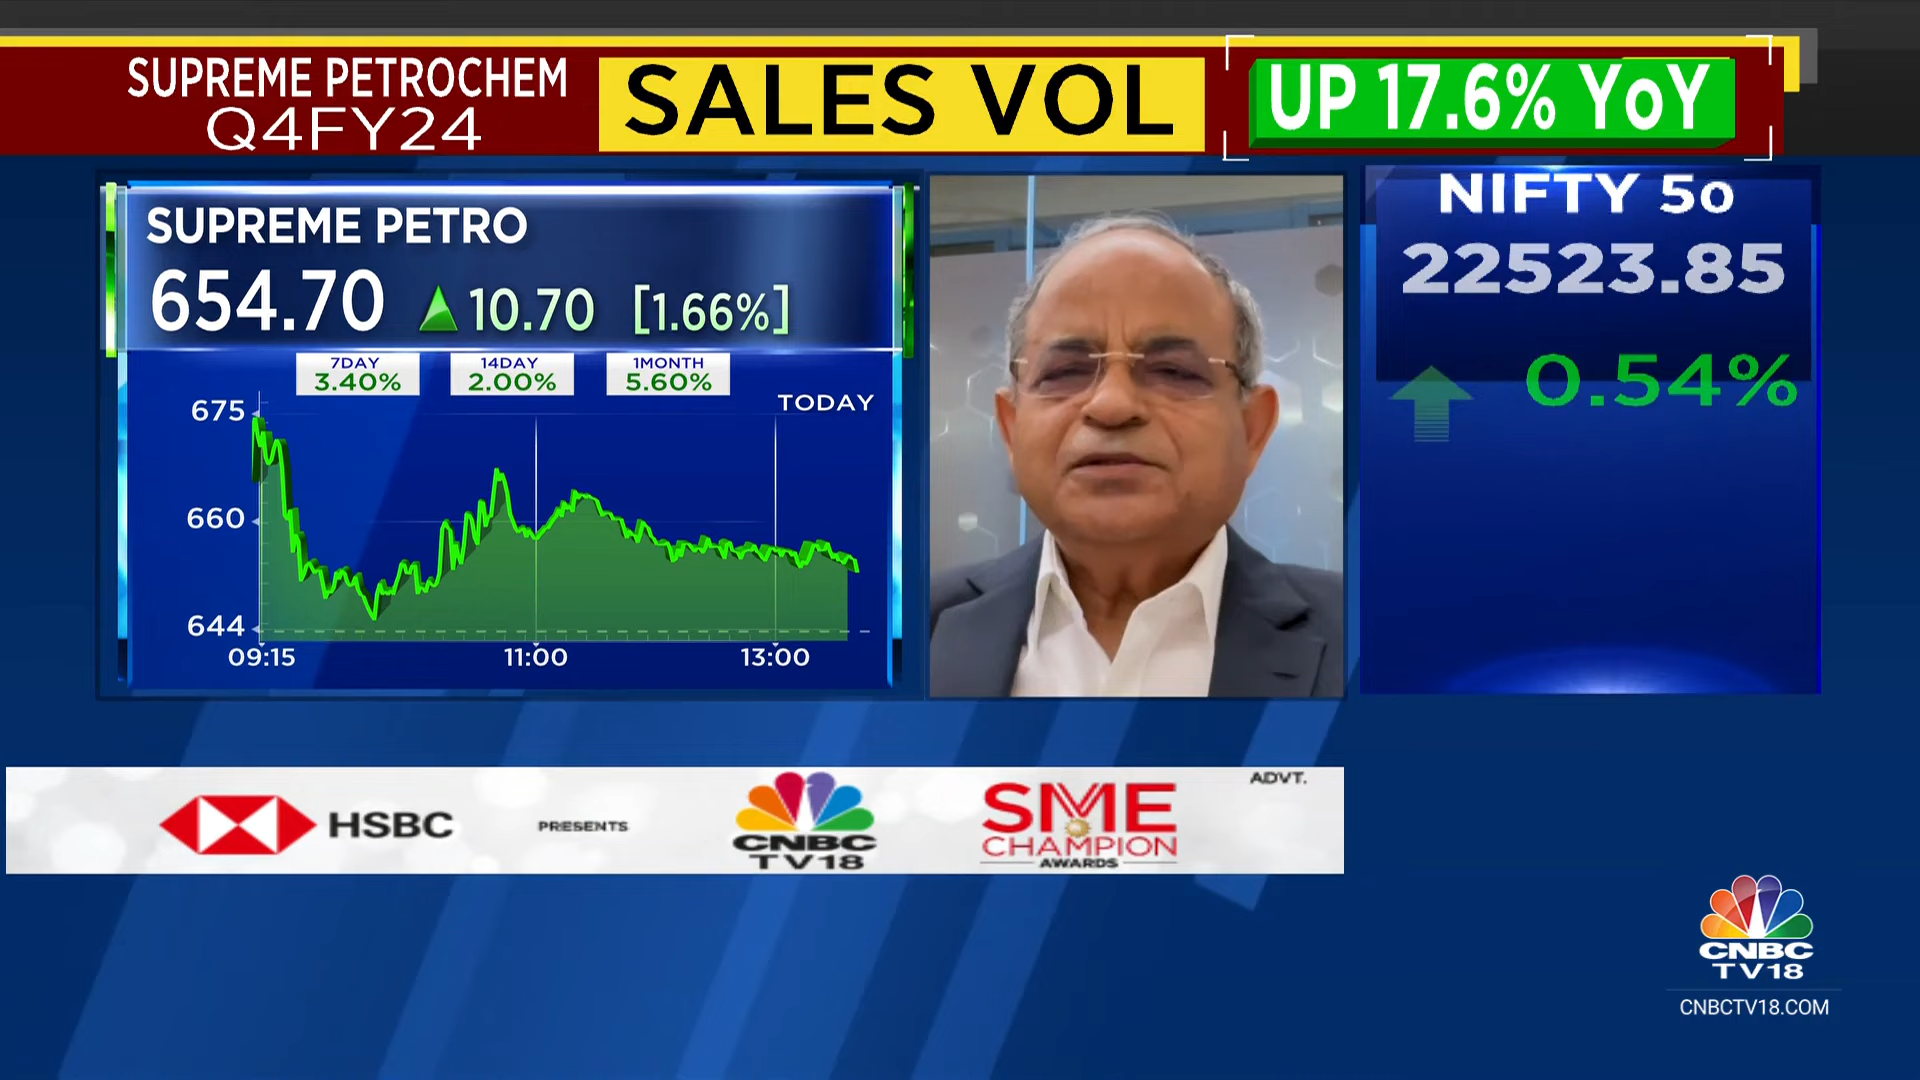 SUPREME PETROCHEM
Q4FY24
SALES VOL
UP 17.6% YoY
SUPREME PETRO
654.70 10.70 [1.66%]
7DAY
3.40%
14DAY
2.00%
1MONTH
5.60%
TODAY
675
660
644
09:15 11:00 13:00
NIFTY 50
22523.85
0.54%
ADVT.
HSBC
PRESENTS
CNBC
TV18
SME
CHAMPION
AWARDS
CNBC
TV18
CNBCTV18.COM